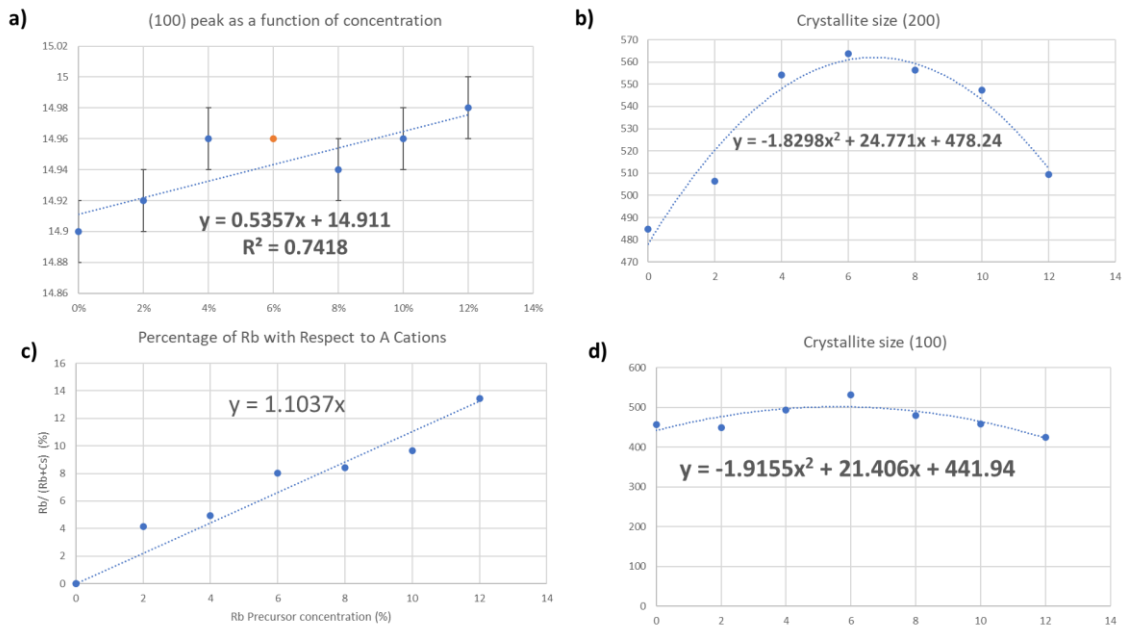 a)
(100) peak as a function of concentration
15.02
15
14.98
14.96
14.94
14.92
14.9
14.88
14.86
y = 0.5357x + 14.911
R² = 0.7418
0% 2% 4% 6% 8% 10% 12% 14%
b)
Crystallite size (200)
570
560
550
540
530
520
510
500
490
480
470
y = -1.8298x² + 24.771x + 478.24
0 2 4 6 8 10 12 14
c)
Percentage of Rb with Respect to A Cations
Rb/ (Rb+Cs) (%)
16
14
12
10
8
6
4
2
0
y = 1.1037x
0 2 4 6 8 10 12 14
Rb Precursor concentration (%)
d)
Crystallite size (100)
600
500
400
300
200
100
0
y = -1.9155x² + 21.406x + 441.94
0 2 4 6 8 10 12 14